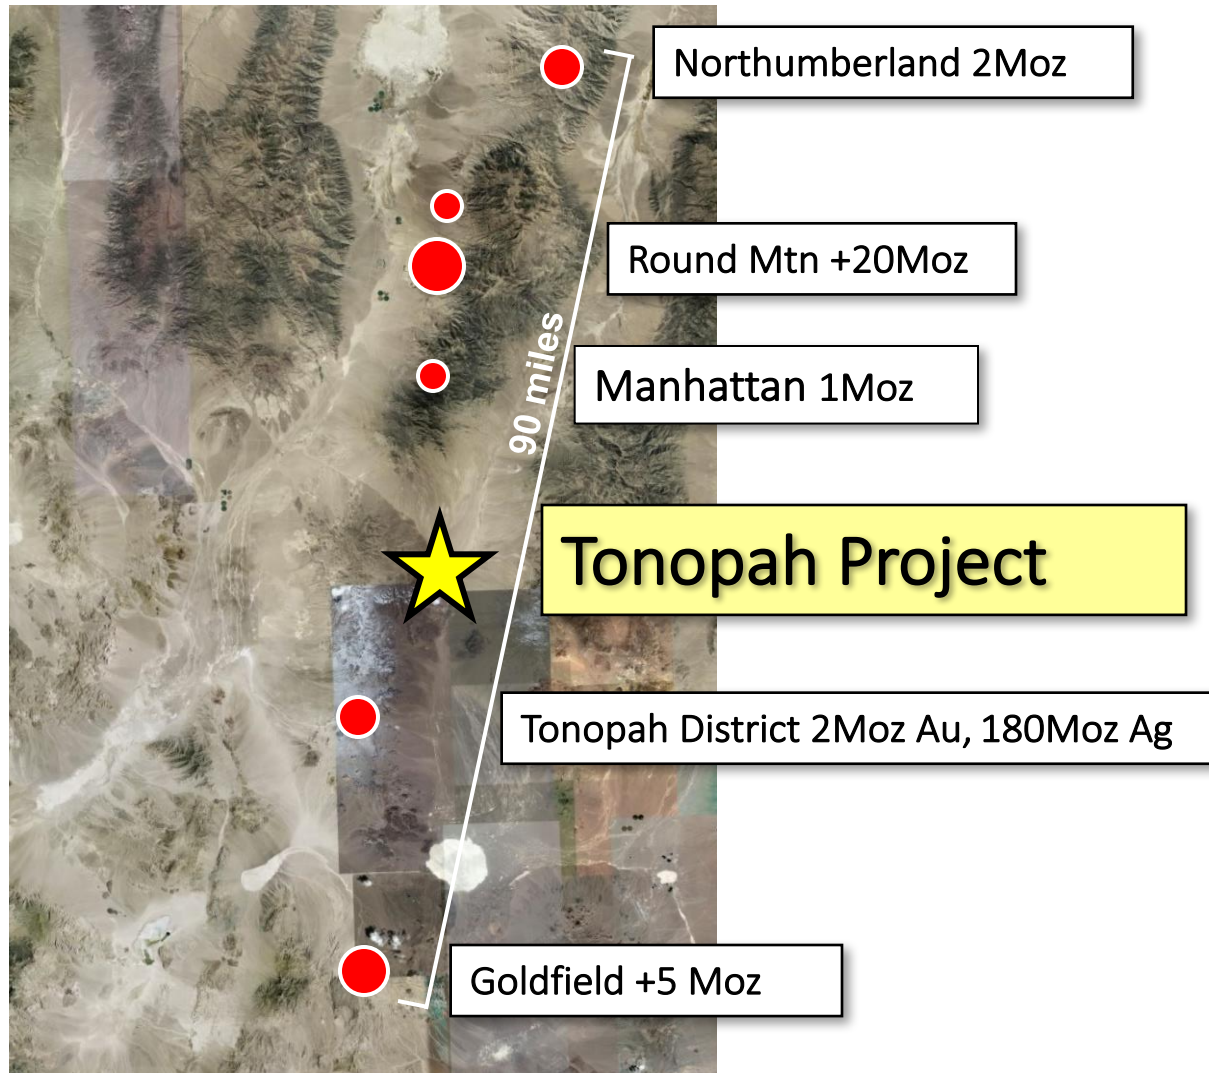 Northumberland 2Moz
Round Mtn +20Moz
90 miles
Manhattan 1Moz
Tonopah Project
Tonopah District 2Moz Au, 180Moz Ag
Goldfield +5 Moz